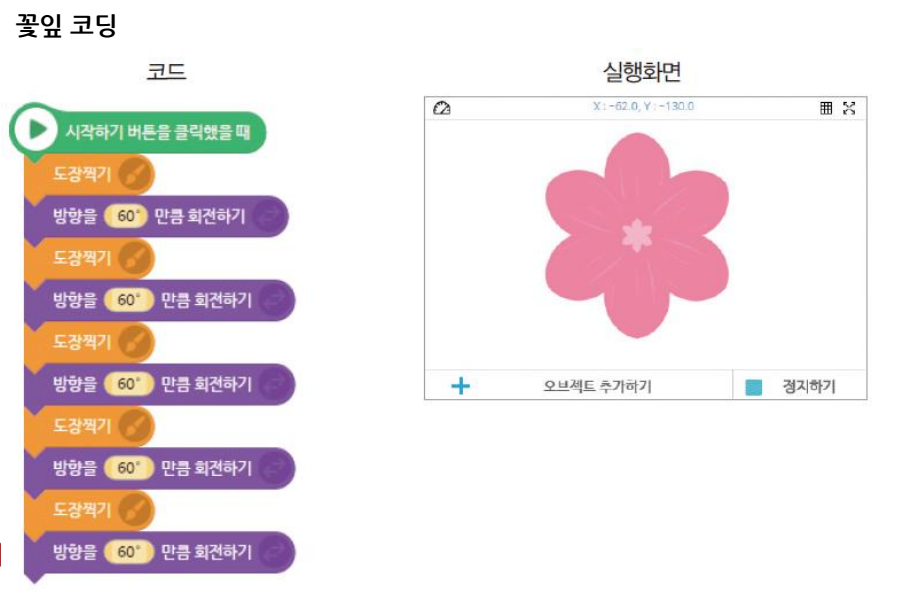 꽃잎 코딩
코드
시작하기 버튼을 클릭했을 때
도장찍기
방향을 60° 만큼 회전하기
도장찍기
방향을 60° 만큼 회전하기
도장찍기
방향을 60° 만큼 회전하기
도장찍기
방향을 60° 만큼 회전하기
도장찍기
방향을 60° 만큼 회전하기
실행화면
X : -62.0, Y : -130.0
오브젝트 추가하기
정지하기